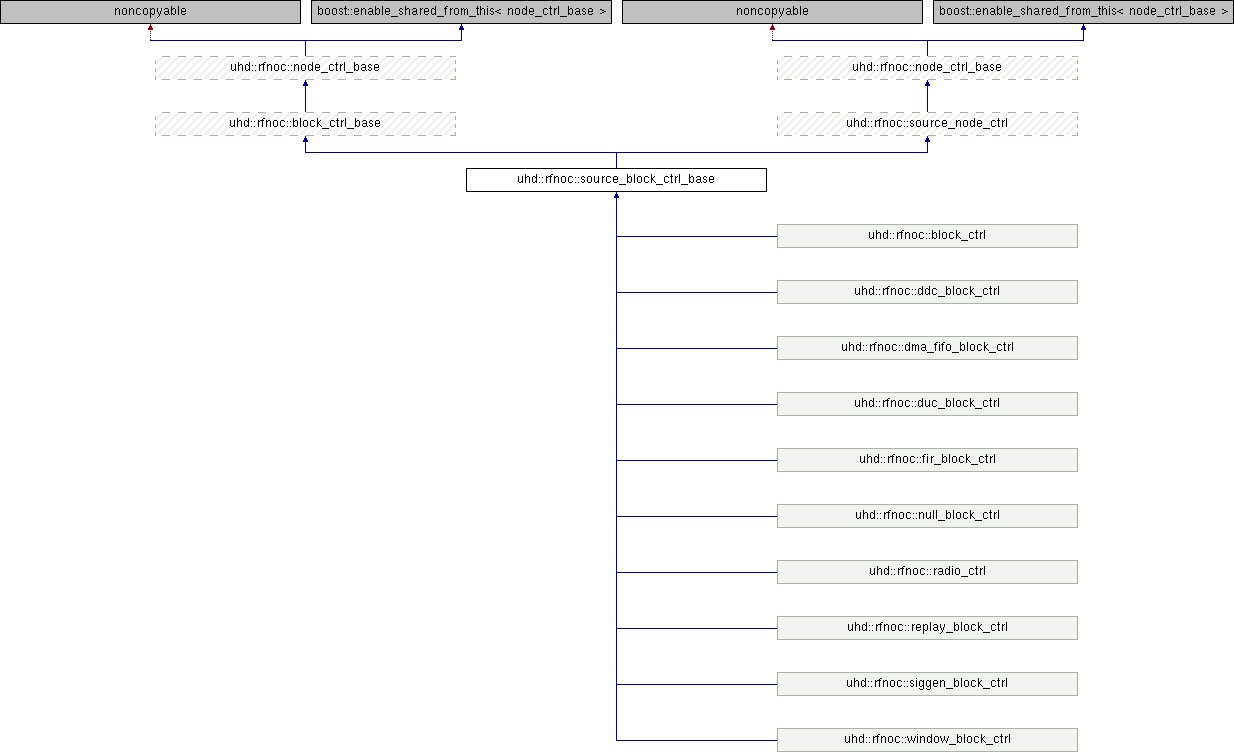 noncopyable
boost::enable_shared_from_this< node_ctrl_base >
noncopyable
boost::enable_shared_from_this< node_ctrl_base >
uhd::rfnoc::node_ctrl_base
uhd::rfnoc::node_ctrl_base
uhd::rfnoc::block_ctrl_base
uhd::rfnoc::source_node_ctrl
uhd::rfnoc::source_block_ctrl_base
uhd::rfnoc::block_ctrl
uhd::rfnoc::ddc_block_ctrl
uhd::rfnoc::dma_fifo_block_ctrl
uhd::rfnoc::duc_block_ctrl
uhd::rfnoc::fir_block_ctrl
uhd::rfnoc::null_block_ctrl
uhd::rfnoc::radio_ctrl
uhd::rfnoc::replay_block_ctrl
uhd::rfnoc::siggen_block_ctrl
uhd::rfnoc::window_block_ctrl